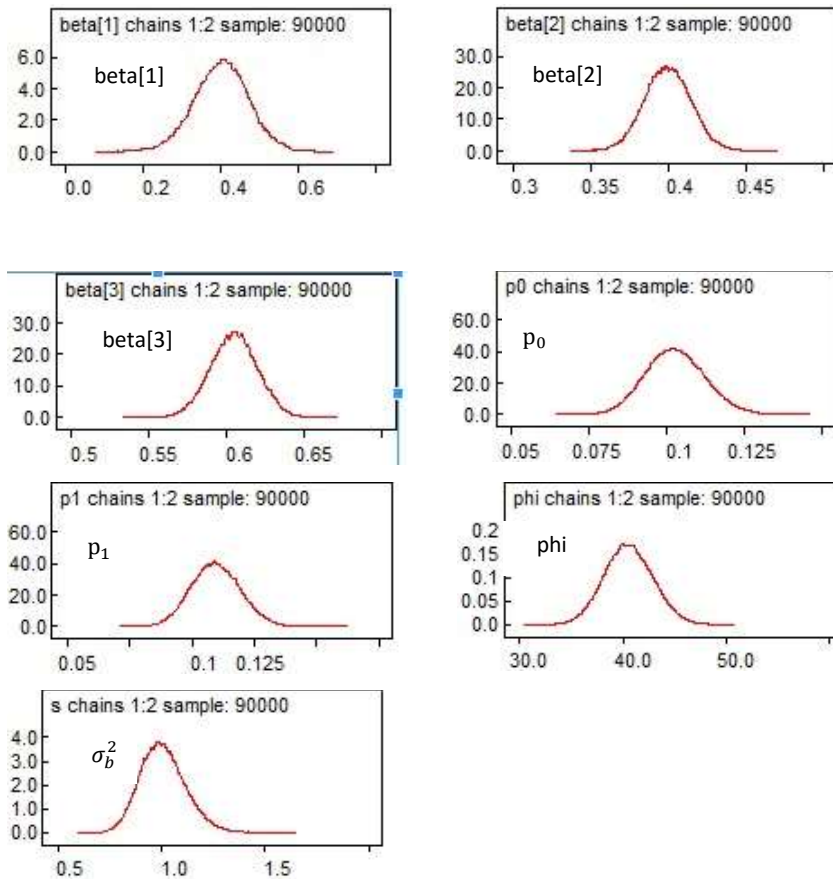 beta[1] chains 1:2 sample: 90000
beta[1]
6.0
4.0
2.0
0.0
0.0 0.2 0.4 0.6
beta[2] chains 1:2 sample: 90000
beta[2]
30.0
20.0
10.0
0.0
0.3 0.35 0.4 0.45
beta[3] chains 1:2 sample: 90000
beta[3]
30.0
20.0
10.0
0.0
0.5 0.55 0.6 0.65
p0 chains 1:2 sample: 90000
p₀
60.0
40.0
20.0
0.0
0.05 0.075 0.1 0.125
p1 chains 1:2 sample: 90000
p₁
60.0
40.0
20.0
0.0
0.05 0.1 0.125
phi chains 1:2 sample: 90000
phi
0.2
0.15
0.1
0.05
0.0
30.0 40.0 50.0
s chains 1:2 sample: 90000
σ_b^2
4.0
3.0
2.0
1.0
0.0
0.5 1.0 1.5